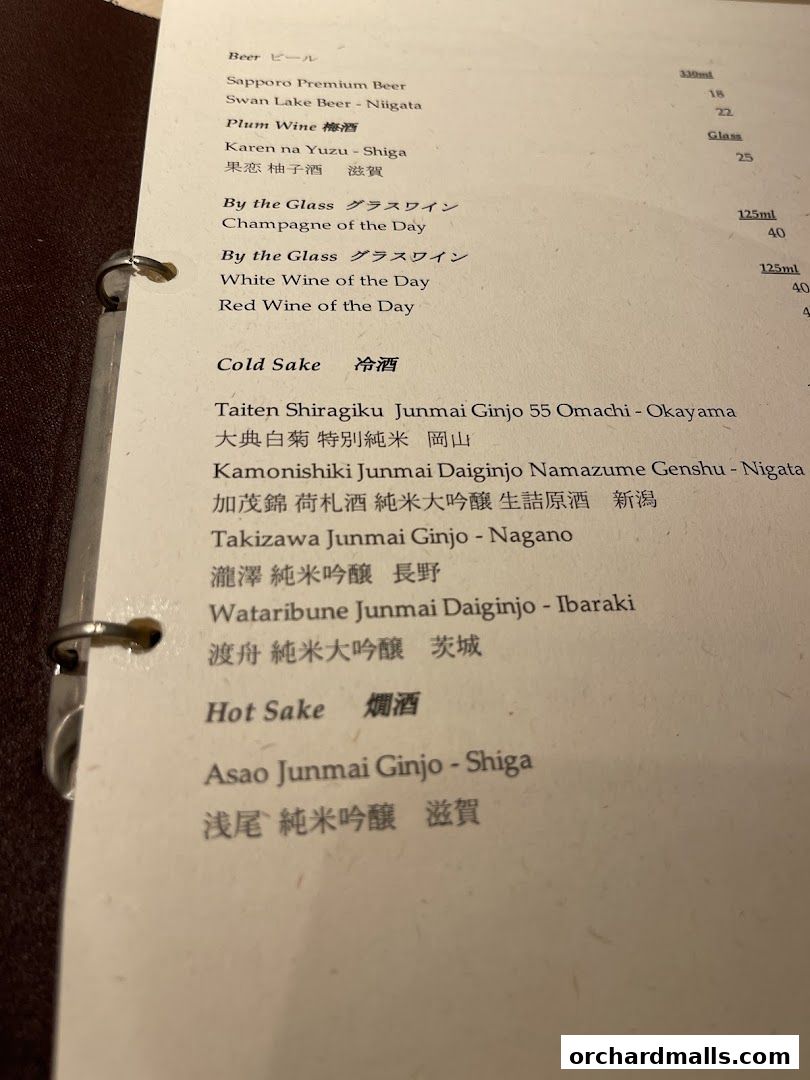 Beer ビール 330ml
Sapporo Premium Beer 18
Swan Lake Beer - Niigata 22
Plum Wine 梅酒 Glass
Karen na Yuzu - Shiga 25
果恋 柚子酒 滋賀
By the Glass グラスワイン 125ml
Champagne of the Day 40
By the Glass グラスワイン 125ml
White Wine of the Day 40
Red Wine of the Day
Cold Sake 冷酒
Taiten Shiragiku Junmai Ginjo 55 Omachi - Okayama
大典白菊 特別純米 岡山
Kamonishiki Junmai Daiginjo Namazume Genshu - Nigata
加茂錦 荷札酒 純米大吟醸 生詰原酒 新潟
Takizawa Junmai Ginjo - Nagano
瀧澤 純米吟醸 長野
Wataribune Junmai Daiginjo - Ibaraki
渡舟 純米大吟醸 茨城
Hot Sake 燗酒
Asao Junmai Ginjo - Shiga
浅尾 純米吟醸 滋賀
orchardmalls.com